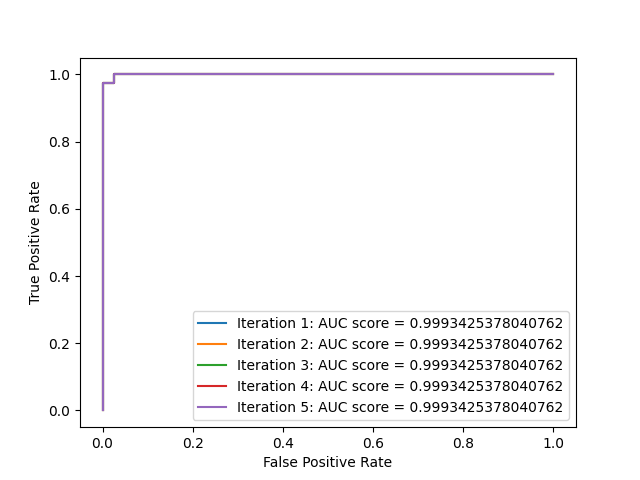 1.0
0.8
0.6
0.4
0.2
0.0
True Positive Rate
Iteration 1: AUC score = 0.9993425378040762
Iteration 2: AUC score = 0.9993425378040762
Iteration 3: AUC score = 0.9993425378040762
Iteration 4: AUC score = 0.9993425378040762
Iteration 5: AUC score = 0.9993425378040762
0.0 0.2 0.4 0.6 0.8 1.0
False Positive Rate